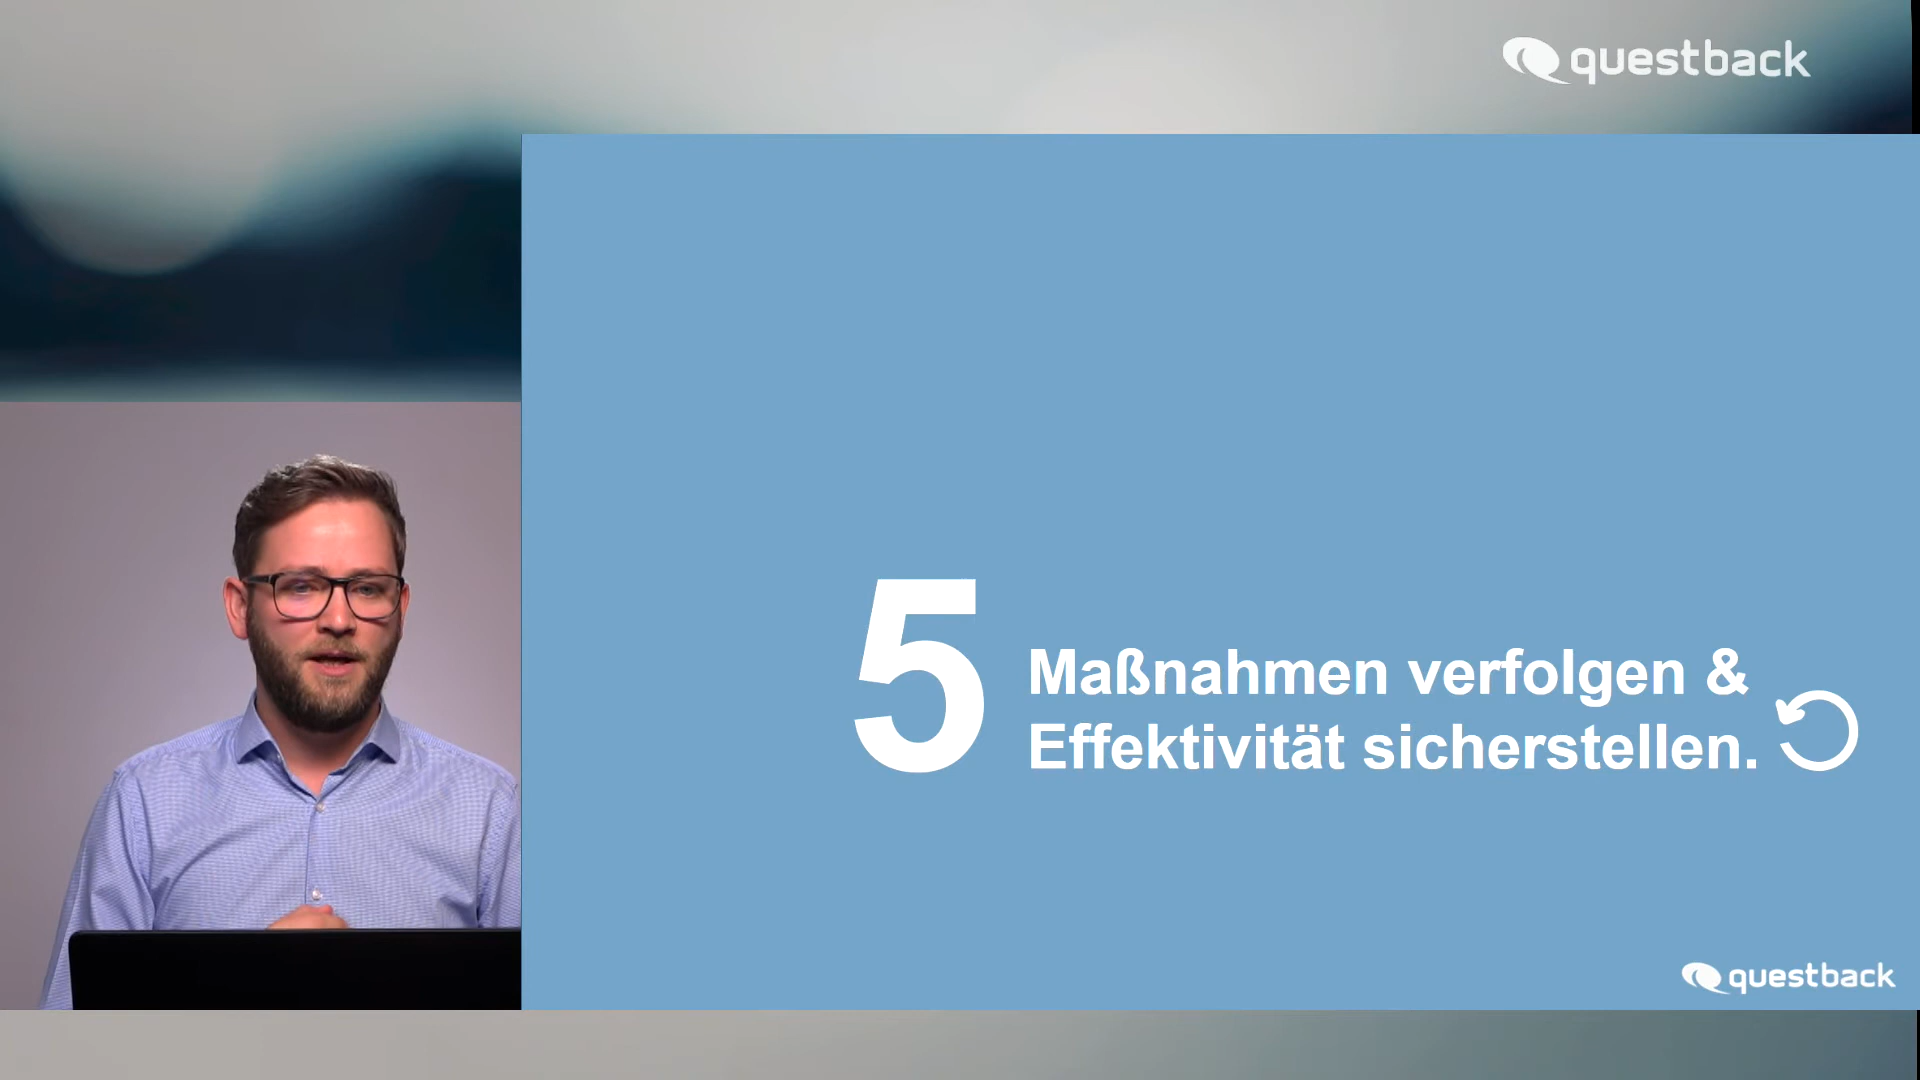 questback
5
Maßnahmen verfolgen &
Effektivität sicherstellen.
questback